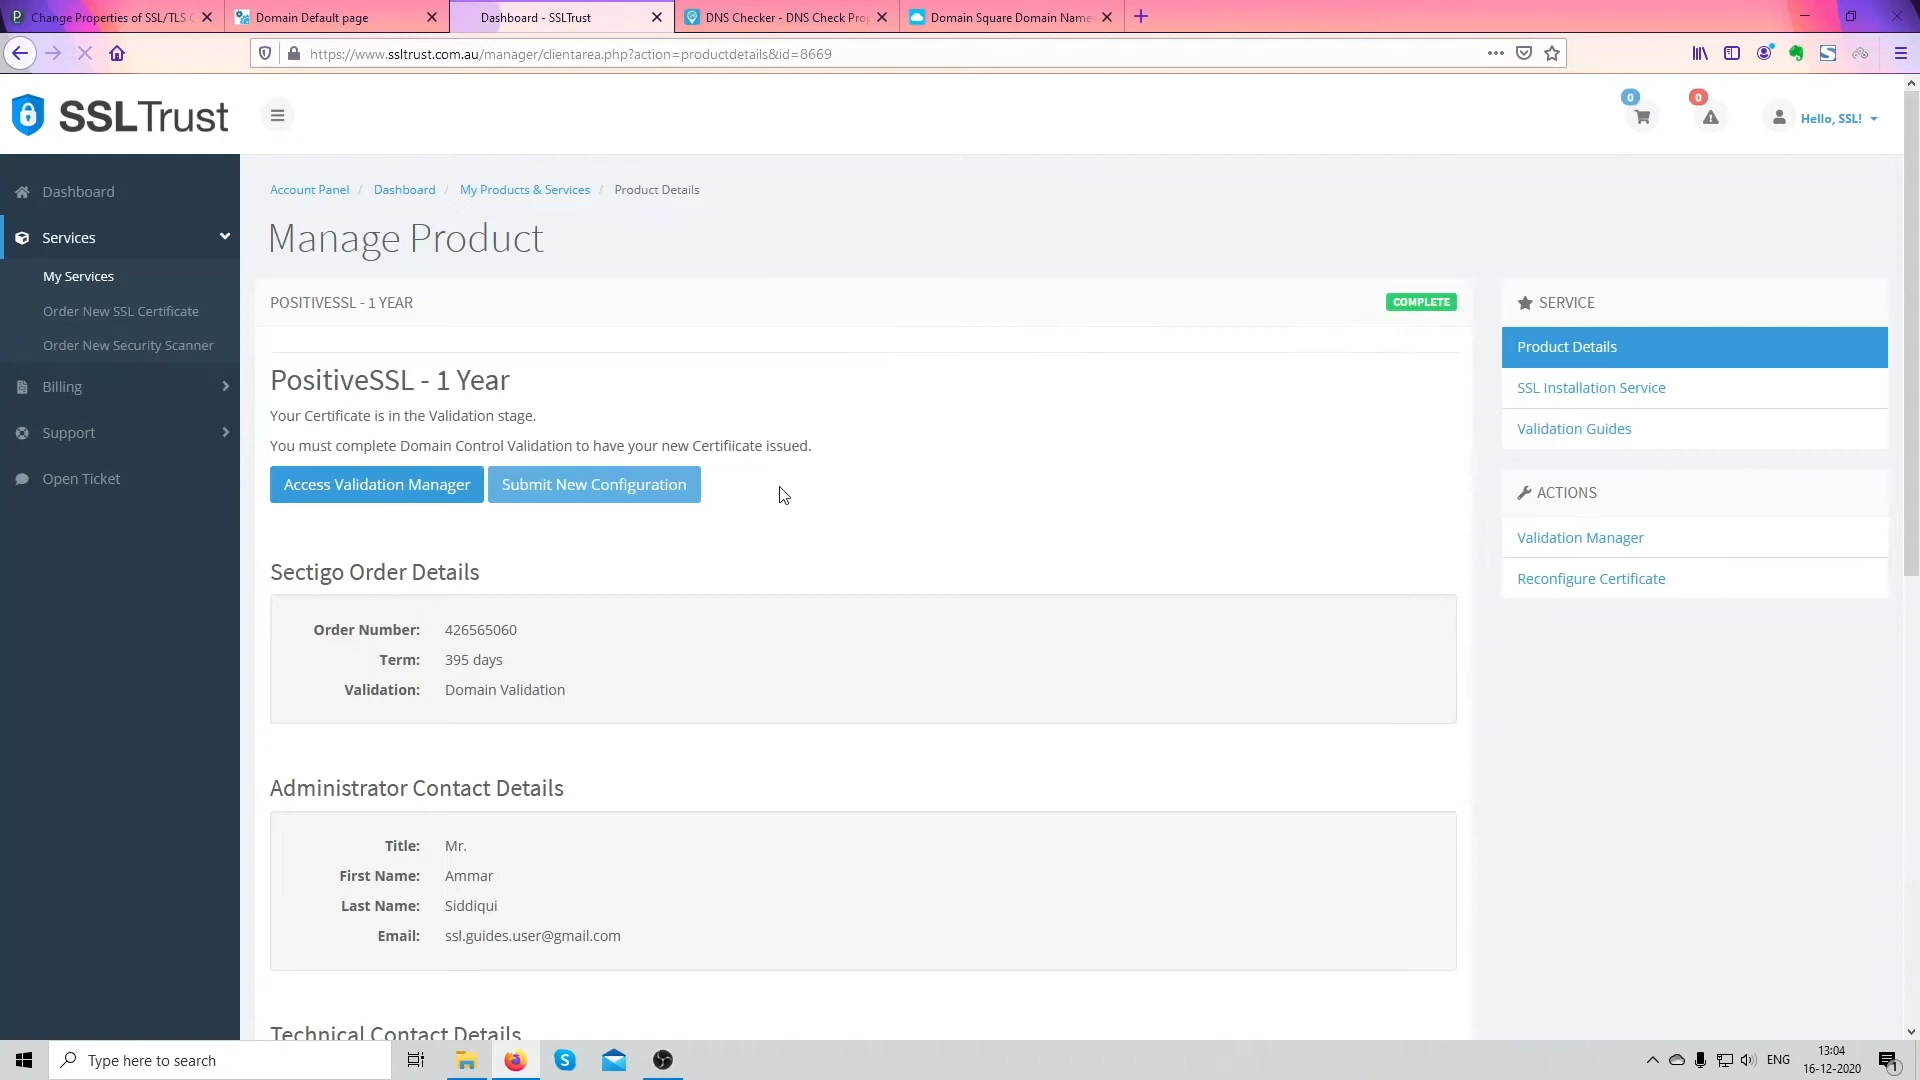 Change Properties of SSL/TLS C
Domain Default page
Dashboard - SSLTrust
DNS Checker - DNS Check Prop
Domain Square Domain Name
https://www.ssltrust.com.au/manager/clientarea.php?action=productdetails&id=8669
SSLTrust
0
0
Hello, SSL!
Dashboard
Services
My Services
Order New SSL Certificate
Order New Security Scanner
Billing
Support
Open Ticket
Account Panel / Dashboard / My Products & Services / Product Details
Manage Product
POSITIVESSL - 1 YEAR
COMPLETE
PositiveSSL - 1 Year
Your Certificate is in the Validation stage.
You must complete Domain Control Validation to have your new Certifiicate issued.
Access Validation Manager
Submit New Configuration
Sectigo Order Details
Order Number: 426565060
Term: 395 days
Validation: Domain Validation
Administrator Contact Details
Title: Mr.
First Name: Ammar
Last Name: Siddiqui
Email: ssl.guides.user@gmail.com
Technical Contact Details
SERVICE
Product Details
SSL Installation Service
Validation Guides
ACTIONS
Validation Manager
Reconfigure Certificate
Type here to search
ENG
13:04
16-12-2020
1